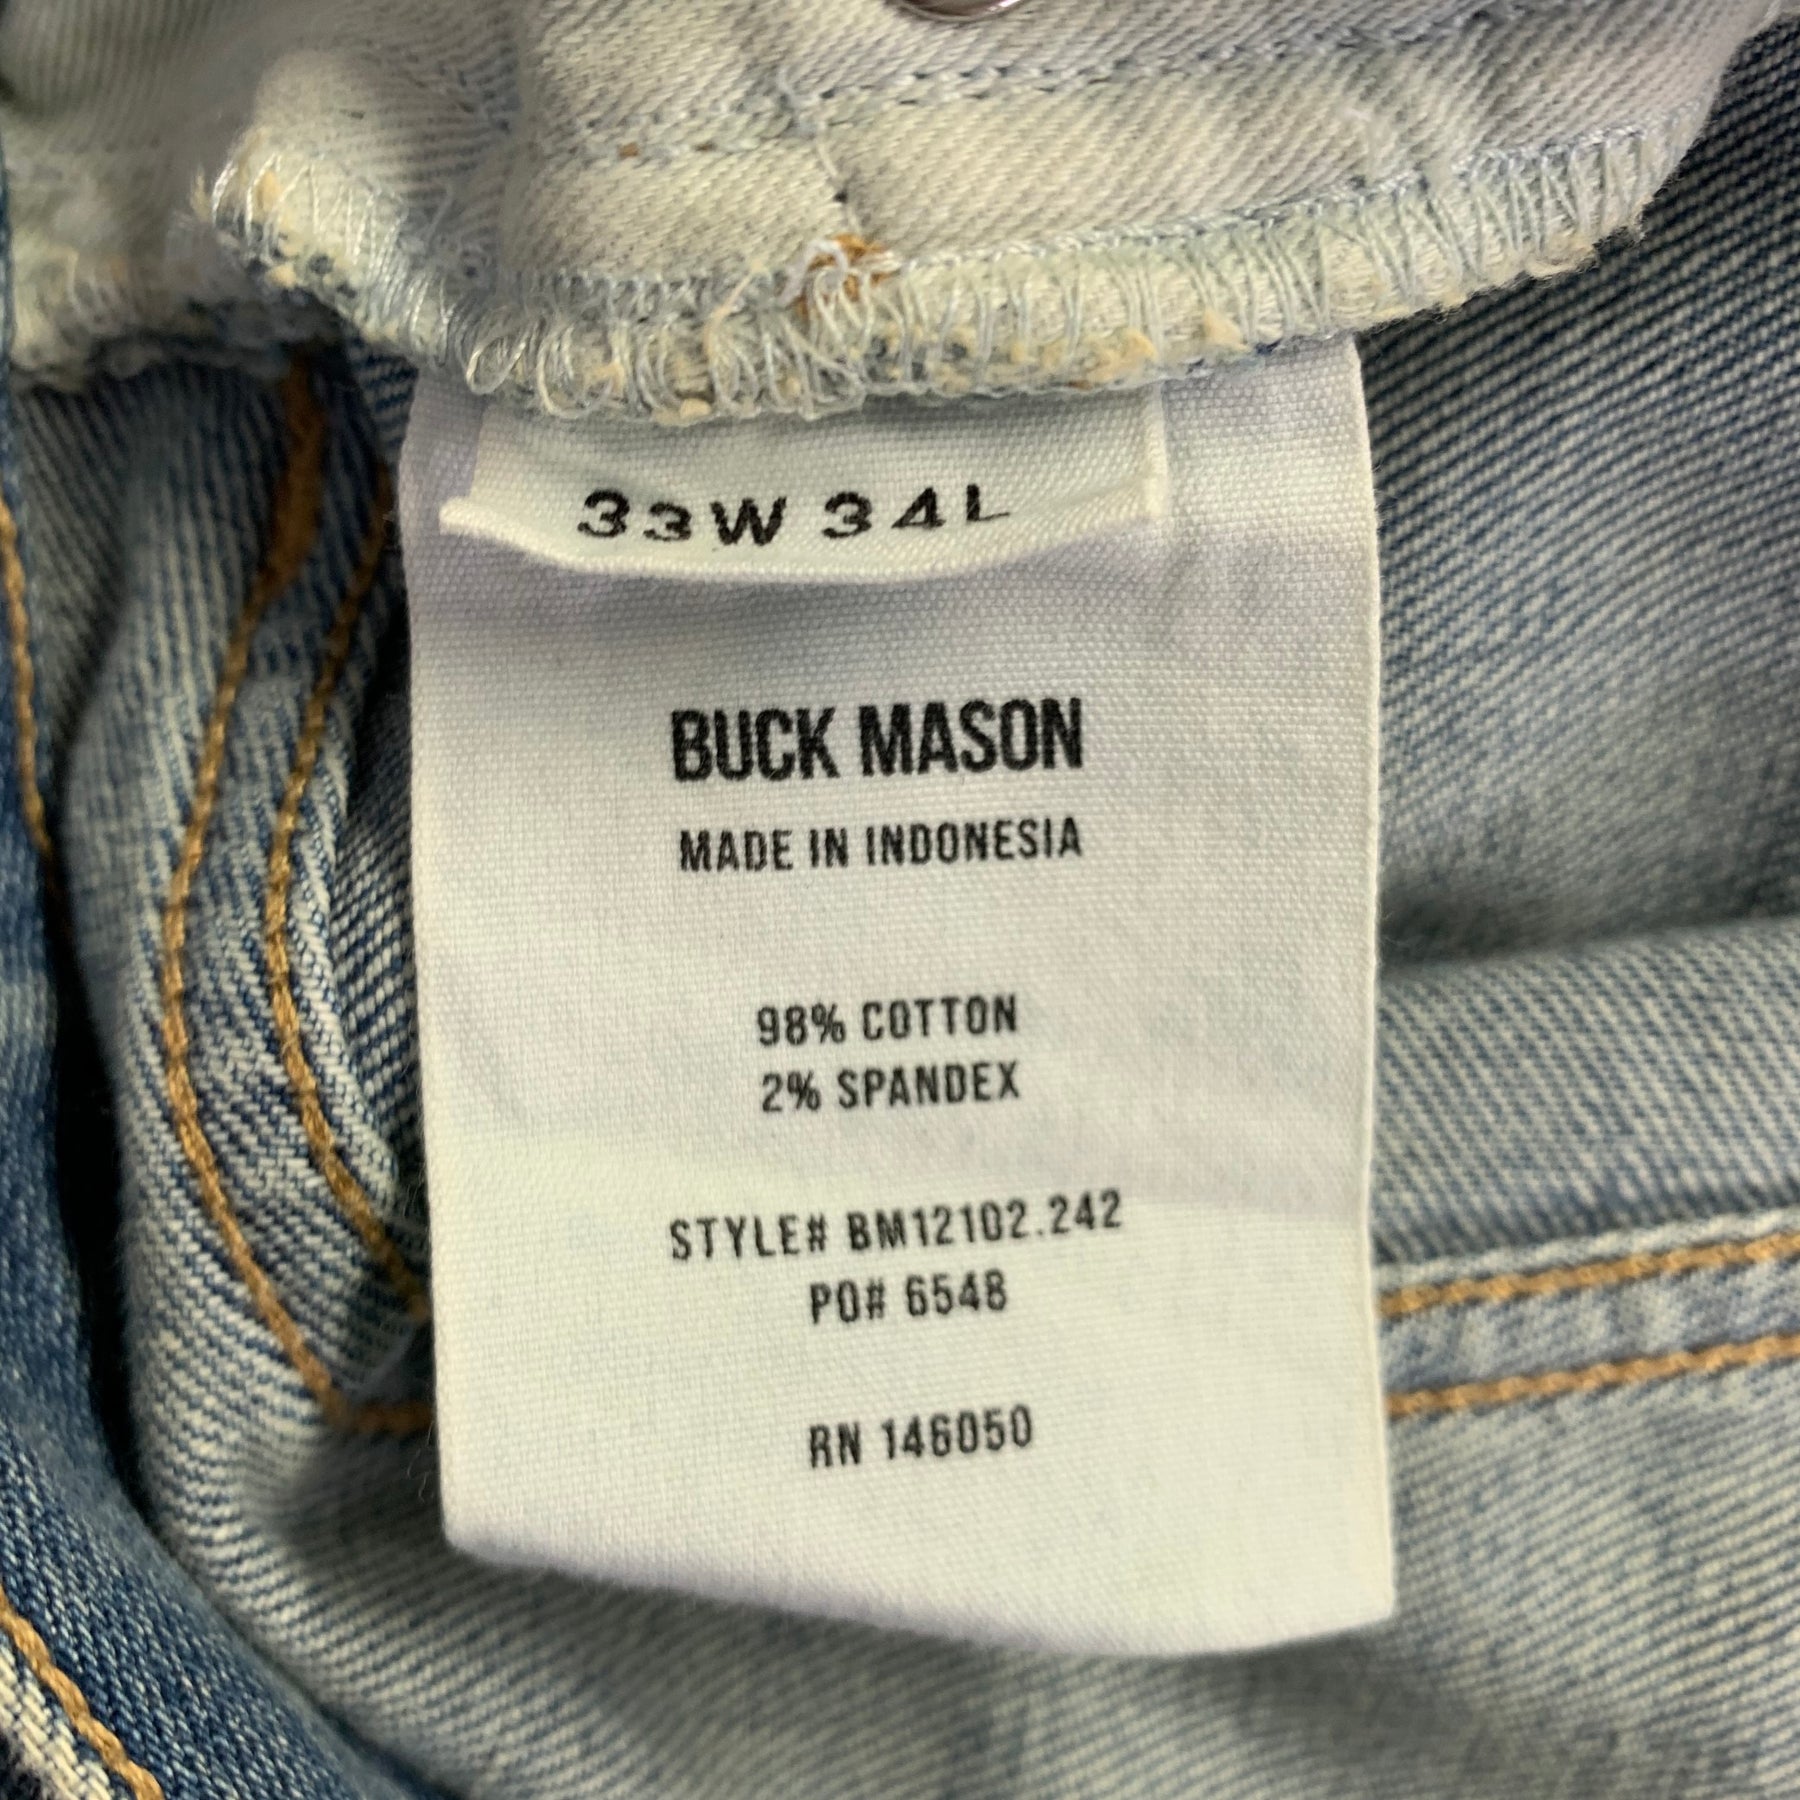 33W 34L
BUCK MASON
MADE IN INDONESIA
98% COTTON
2% SPANDEX
STYLE# BM12102.242
PO# 6548
RN 146050